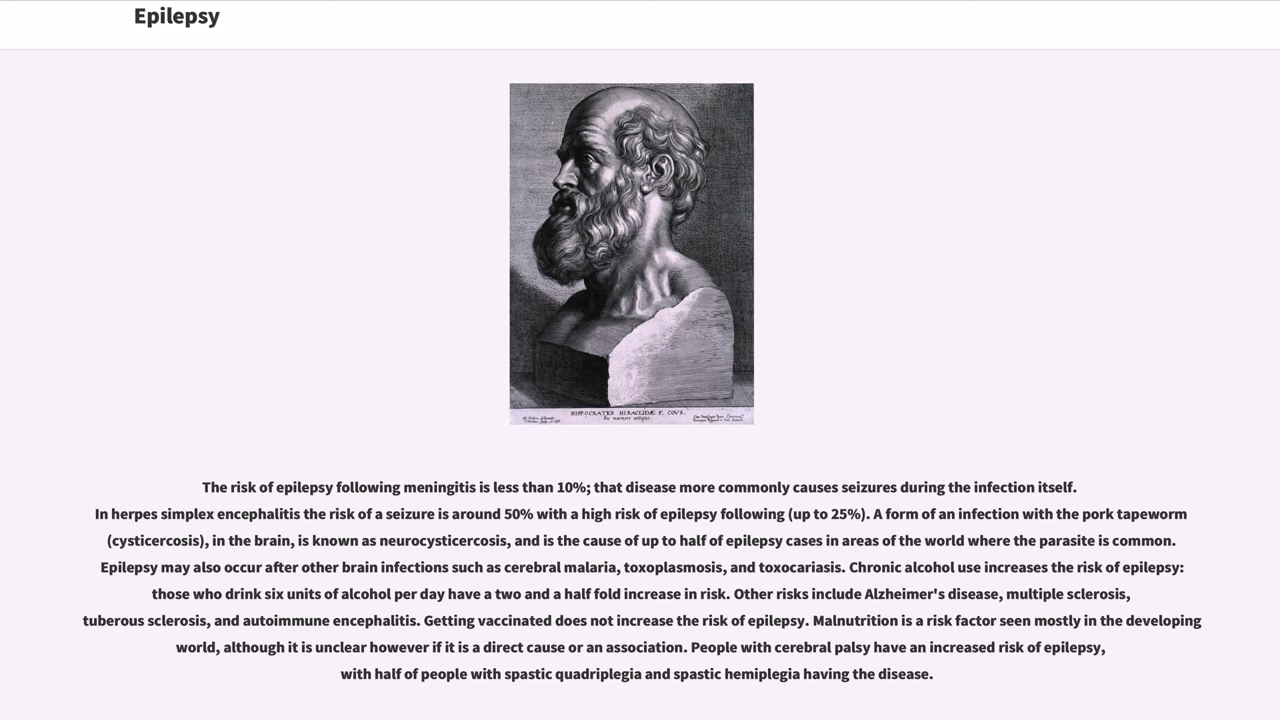 Epilepsy
HIPPOCRATES HIRACLIDÆ F. COVS.
The risk of epilepsy following meningitis is less than 10%; that disease more commonly causes seizures during the infection itself.
In herpes simplex encephalitis the risk of a seizure is around 50% with a high risk of epilepsy following (up to 25%). A form of an infection with the pork tapeworm
(cysticercosis), in the brain, is known as neurocysticercosis, and is the cause of up to half of epilepsy cases in areas of the world where the parasite is common.
Epilepsy may also occur after other brain infections such as cerebral malaria, toxoplasmosis, and toxocariasis. Chronic alcohol use increases the risk of epilepsy:
those who drink six units of alcohol per day have a two and a half fold increase in risk. Other risks include Alzheimer's disease, multiple sclerosis,
tuberous sclerosis, and autoimmune encephalitis. Getting vaccinated does not increase the risk of epilepsy. Malnutrition is a risk factor seen mostly in the developing
world, although it is unclear however if it is a direct cause or an association. People with cerebral palsy have an increased risk of epilepsy,
with half of people with spastic quadriplegia and spastic hemiplegia having the disease.